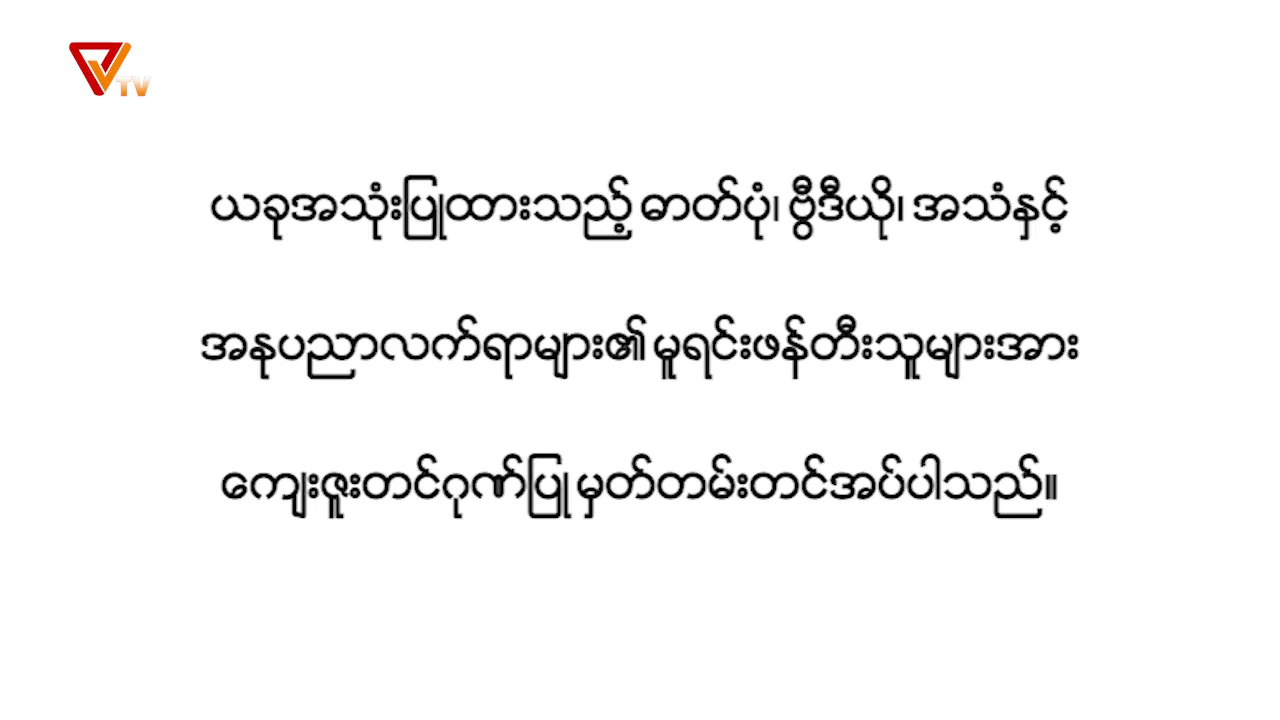 TV
ယခုအသုံးပြုထားသည့် ဓာတ်ပုံ၊ ဗွီဒီယို၊ အသံနှင့်
အနုပညာလက်ရာများ၏ မူရင်းဖန်တီးသူများအား
ကျေးဇူးတင်ဂုဏ်ပြု မှတ်တမ်းတင်အပ်ပါသည်။